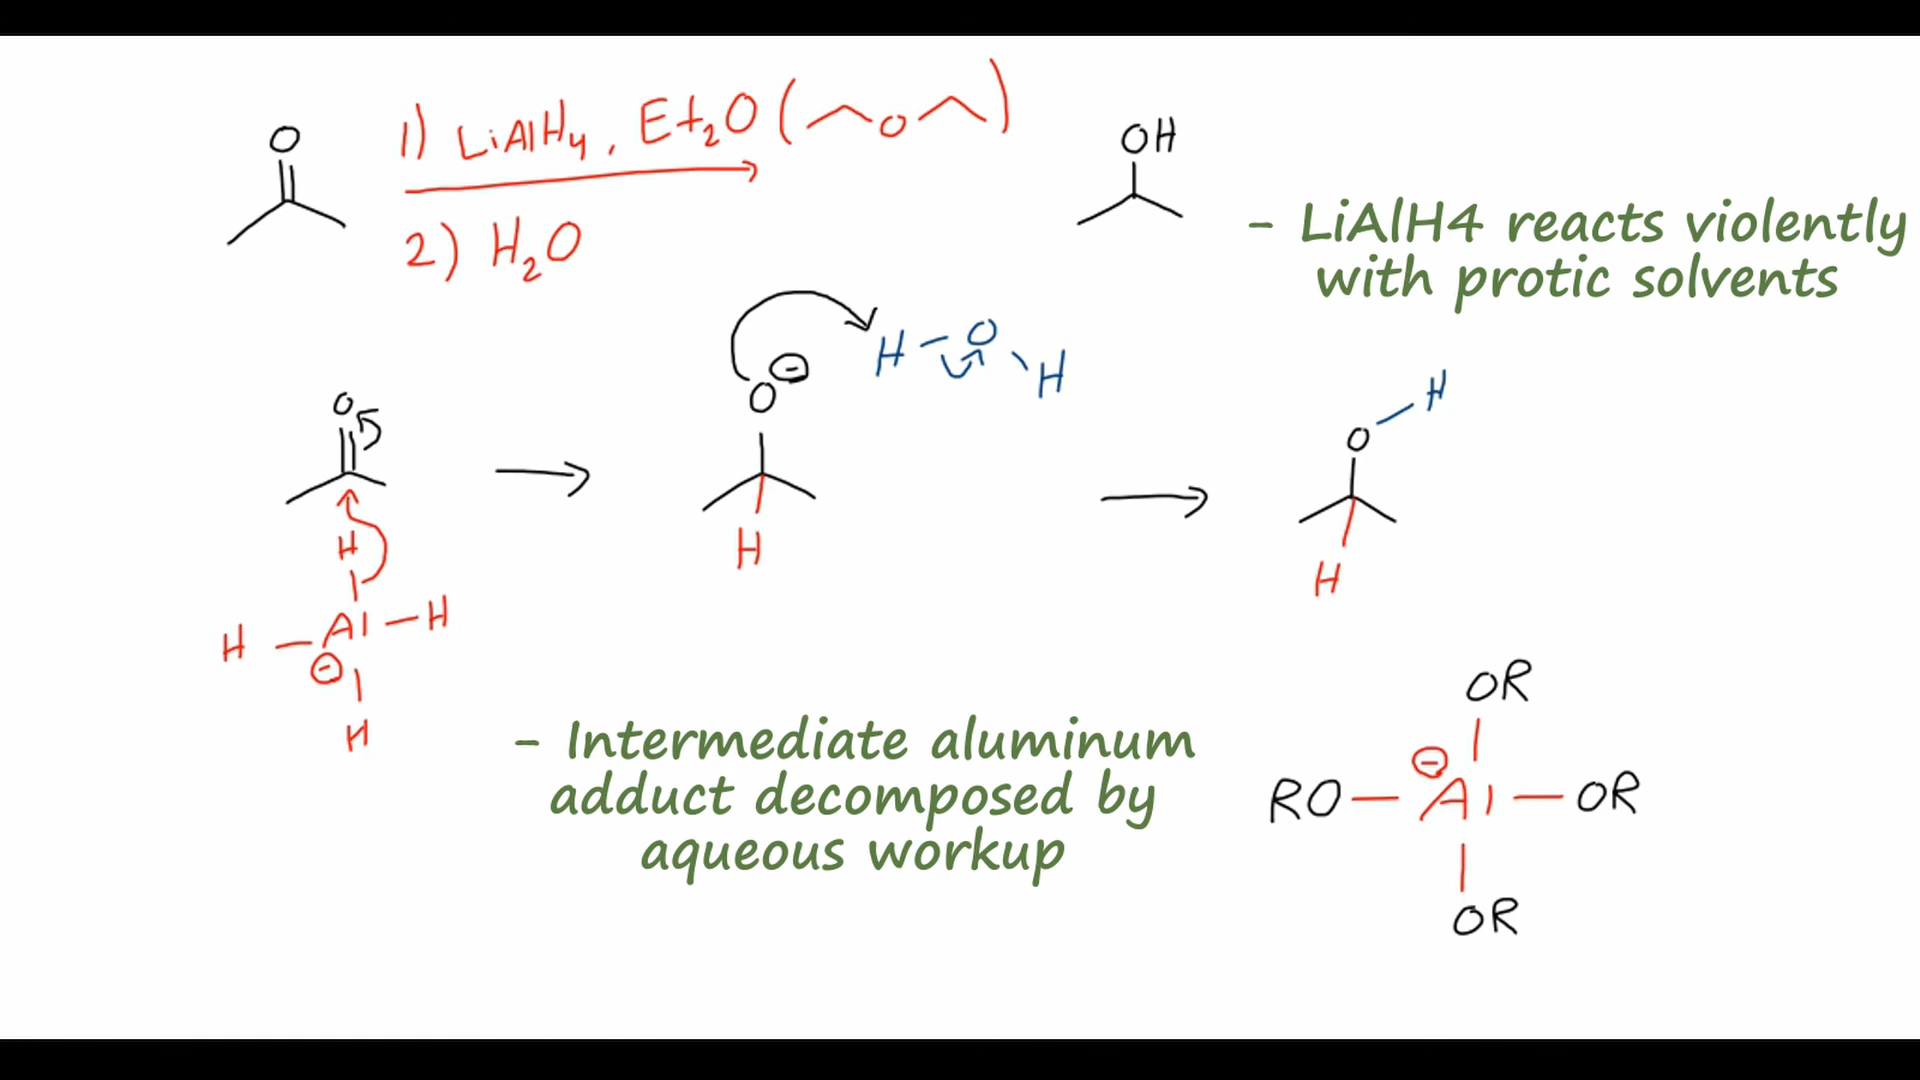 O
1) LiAlH4, Et2O ( O )
2) H2O
OH
- LiAlH4 reacts violently
with protic solvents
O
H
H - Al - H
⊖
H
O ⊖
H
H - O
H
O - H
H
- Intermediate aluminum
adduct decomposed by
aqueous workup
OR
⊖
RO - Al - OR
OR